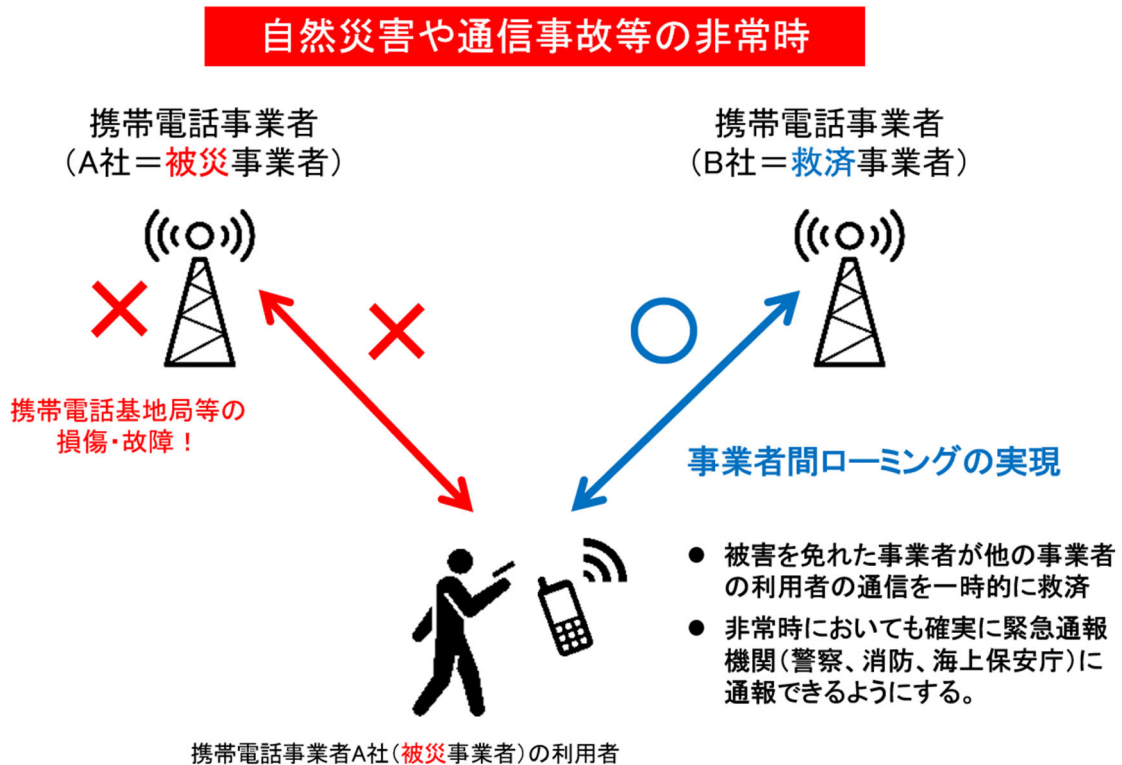 自然災害や通信事故等の非常時
携帯電話事業者
（A社＝被災事業者）
携帯電話事業者
（B社＝救済事業者）
携帯電話基地局等の
損傷・故障！
事業者間ローミングの実現
● 被害を免れた事業者が他の事業者
の利用者の通信を一時的に救済
● 非常時においても確実に緊急通報
機関（警察、消防、海上保安庁）に
通報できるようにする。
携帯電話事業者A社（被災事業者）の利用者